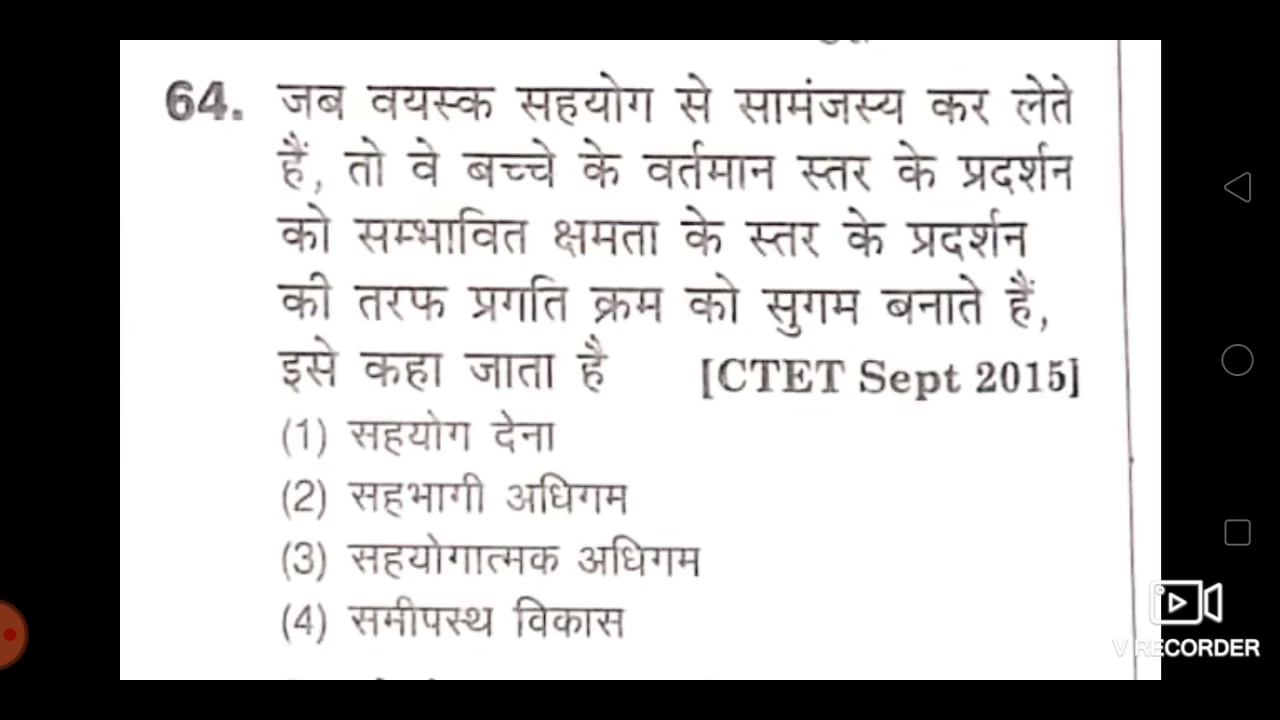 64. जब वयस्क सहयोग से सामंजस्य कर लेते
हैं, तो वे बच्चे के वर्तमान स्तर के प्रदर्शन
को सम्भावित क्षमता के स्तर के प्रदर्शन
की तरफ प्रगति क्रम को सुगम बनाते हैं,
इसे कहा जाता है [CTET Sept 2015]
(1) सहयोग देना
(2) सहभागी अधिगम
(3) सहयोगात्मक अधिगम
(4) समीपस्थ विकास
V RECORDER